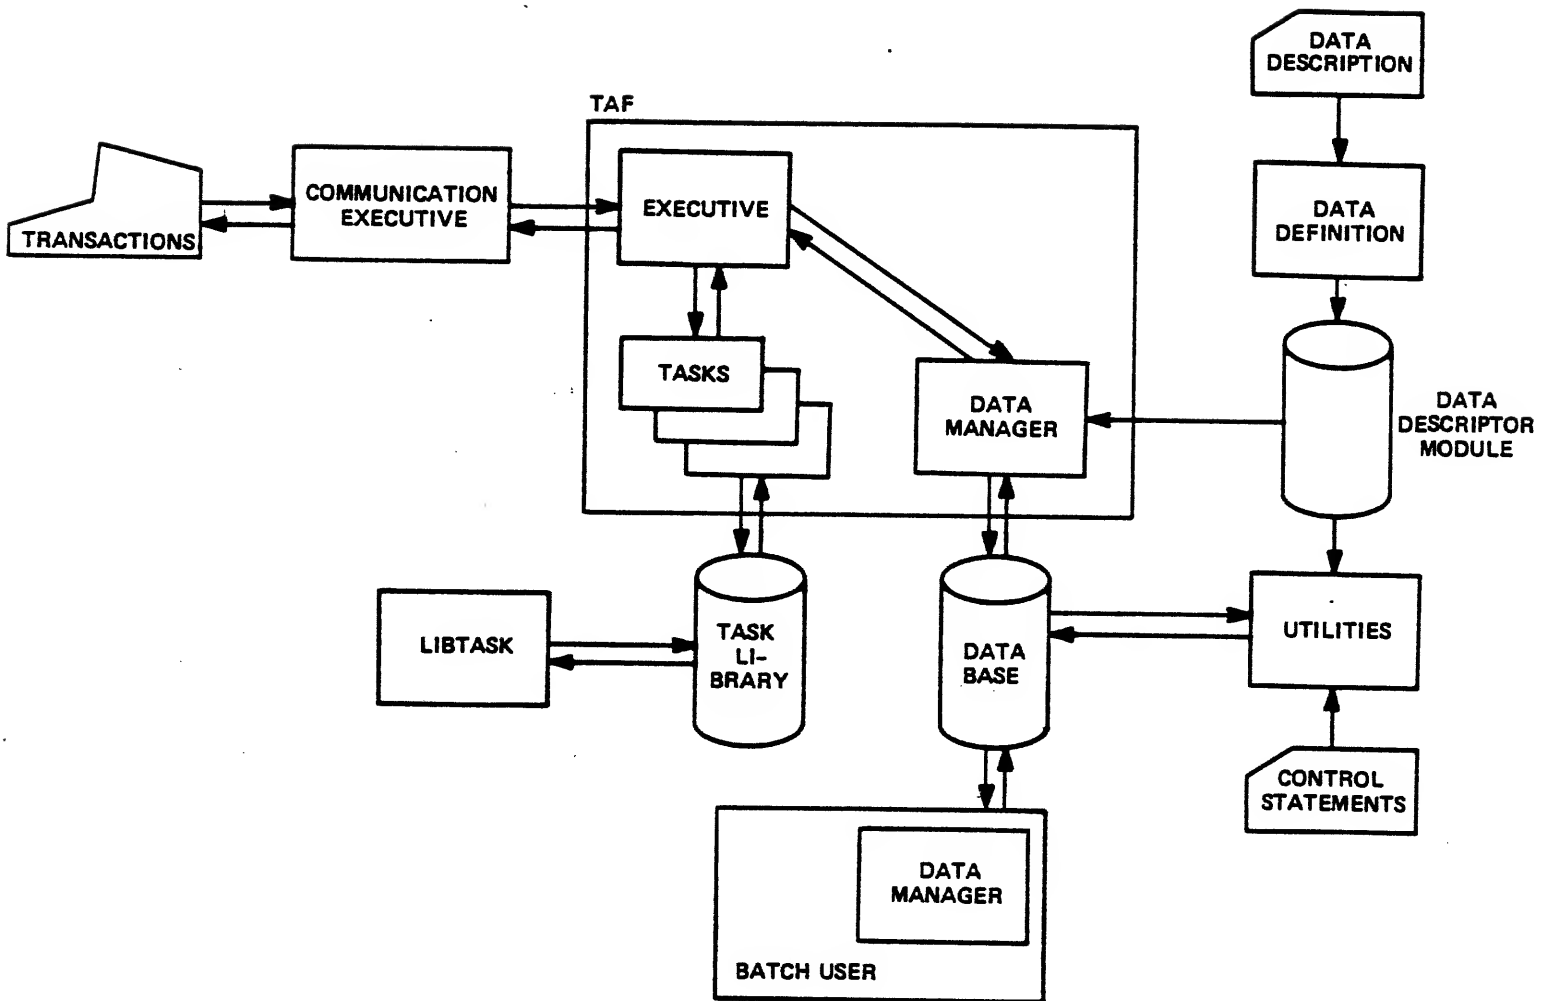 DATA
DESCRIPTION
TAF
COMMUNICATION
EXECUTIVE
EXECUTIVE
TRANSACTIONS
DATA
DEFINITION
TASKS
DATA
MANAGER
DATA
DESCRIPTOR
MODULE
LIBTASK
TASK
LI-
BRARY
DATA
BASE
UTILITIES
CONTROL
STATEMENTS
DATA
MANAGER
BATCH USER